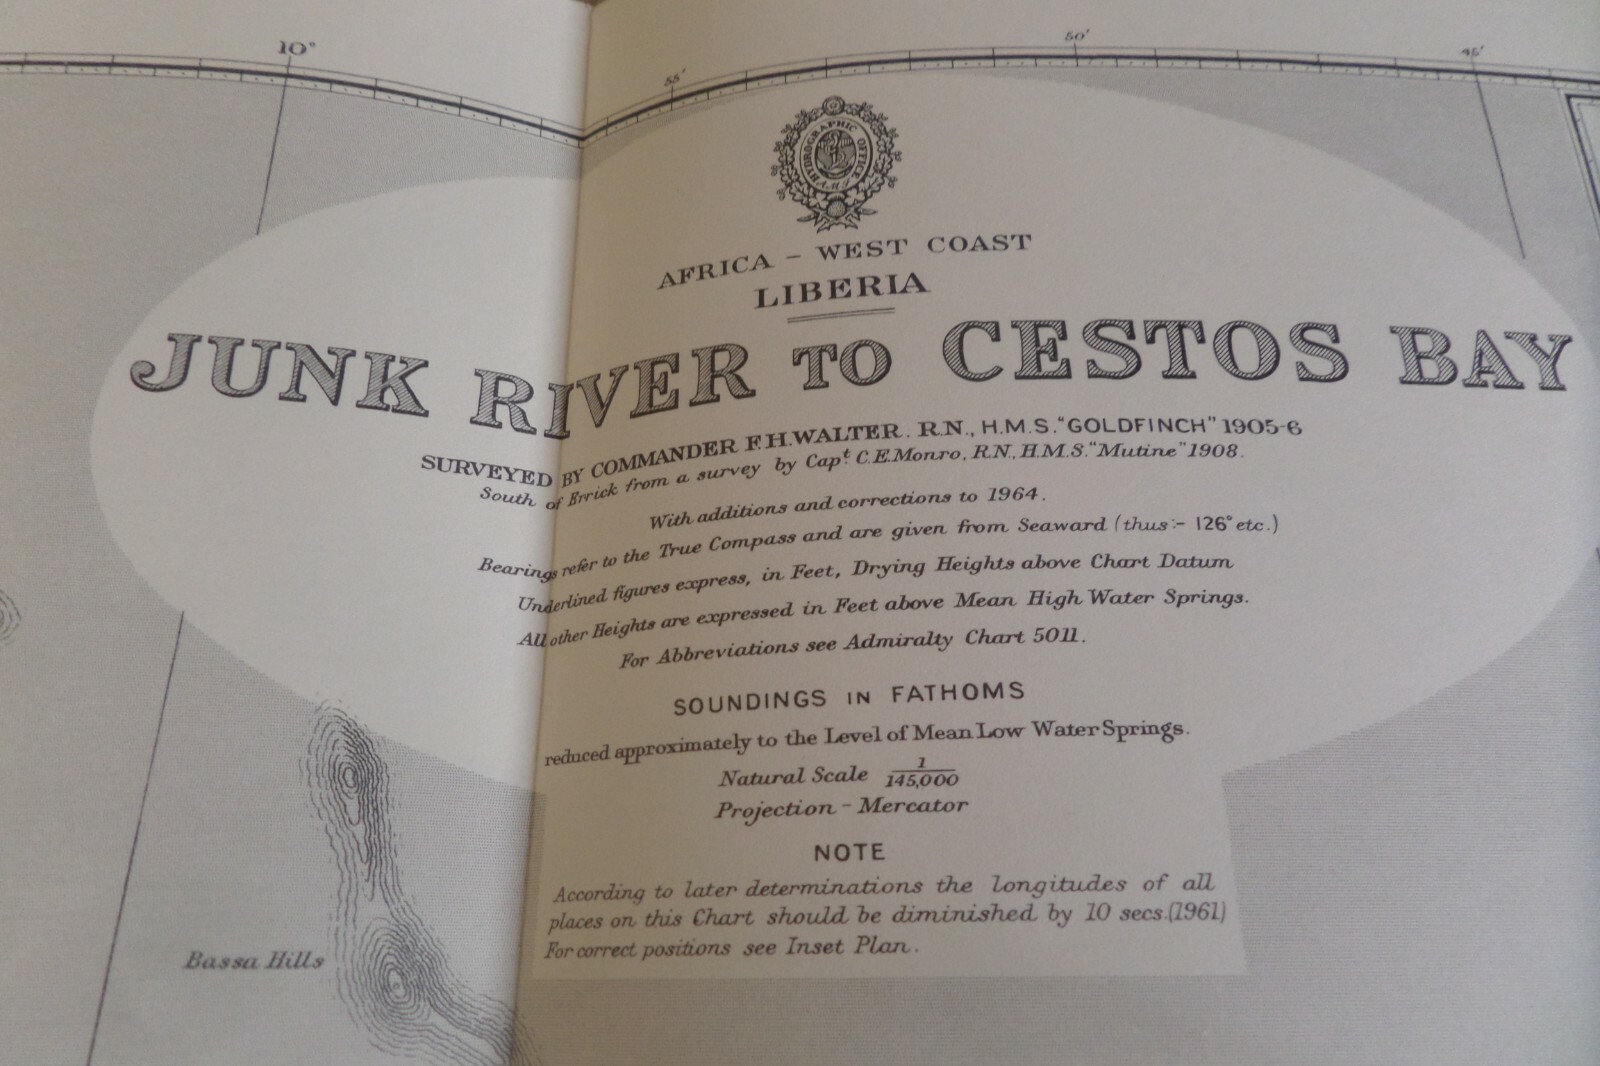 10°
55'
50'
45'
HYDROGRAPHIC OFFICE
AFRICA – WEST COAST
LIBERIA
JUNK RIVER TO CESTOS BAY
SURVEYED BY COMMANDER F.H.WALTER. R.N., H.M.S."GOLDFINCH" 1905-6
South of Errick from a survey by Capt. C.E.Monro, R.N., H.M.S."Mutine" 1908.
With additions and corrections to 1964.
Bearings refer to the True Compass and are given from Seaward (thus:- 126° etc.)
Underlined figures express, in Feet, Drying Heights above Chart Datum
All other Heights are expressed in Feet above Mean High Water Springs.
For Abbreviations see Admiralty Chart 5011.
SOUNDINGS IN FATHOMS
reduced approximately to the Level of Mean Low Water Springs.
Natural Scale 1/145,000
Projection – Mercator
NOTE
According to later determinations the longitudes of all
places on this Chart should be diminished by 10 secs.(1961)
For correct positions see Inset Plan.
Bassa Hills